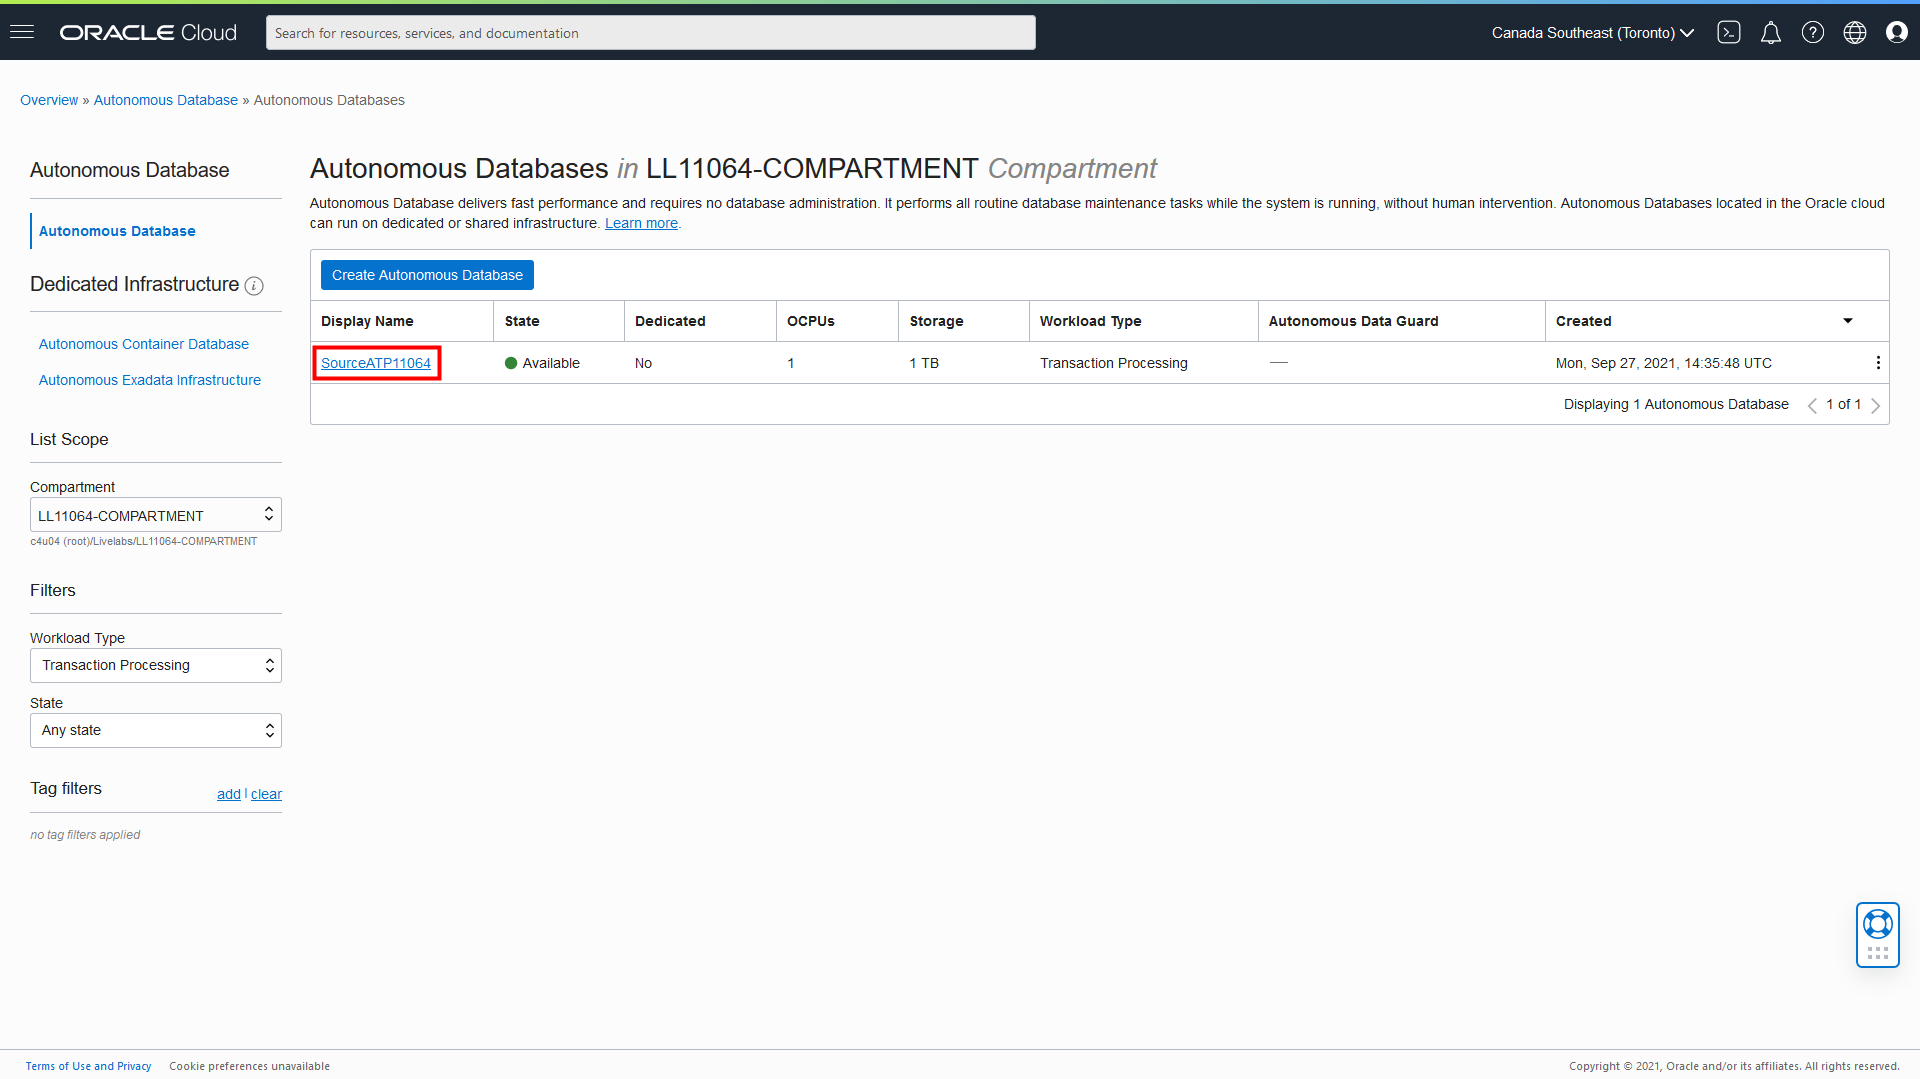 ORACLE Cloud
Search for resources, services, and documentation
Canada Southeast (Toronto)
Overview » Autonomous Database » Autonomous Databases
Autonomous Database
Autonomous Database
Dedicated Infrastructure i
Autonomous Container Database
Autonomous Exadata Infrastructure
List Scope
Compartment
LL11064-COMPARTMENT
c4u04 (root)/Livelabs/LL11064-COMPARTMENT
Filters
Workload Type
Transaction Processing
State
Any state
Tag filters
add | clear
no tag filters applied
Autonomous Databases in LL11064-COMPARTMENT Compartment
Autonomous Database delivers fast performance and requires no database administration. It performs all routine database maintenance tasks while the system is running, without human intervention. Autonomous Databases located in the Oracle cloud
can run on dedicated or shared infrastructure. Learn more.
Create Autonomous Database
Display Name State Dedicated OCPUs Storage Workload Type Autonomous Data Guard Created
SourceATP11064 Available No 1 1 TB Transaction Processing — Mon, Sep 27, 2021, 14:35:48 UTC
Displaying 1 Autonomous Database < 1 of 1 >
Terms of Use and Privacy Cookie preferences unavailable
Copyright © 2021, Oracle and/or its affiliates. All rights reserved.